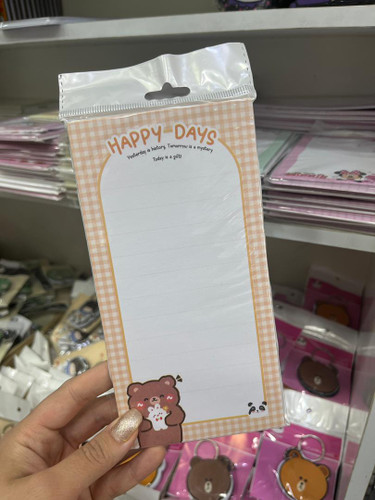 HAPPY DAYS
Yesterday is history, Tomorrow is a mystery,
Today is a gift!